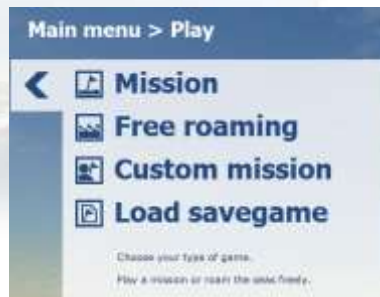 Main menu > Play
Mission
Free roaming
Custom mission
Load savegame
Choose your type of game.
Play a mission or roam the seas freely.